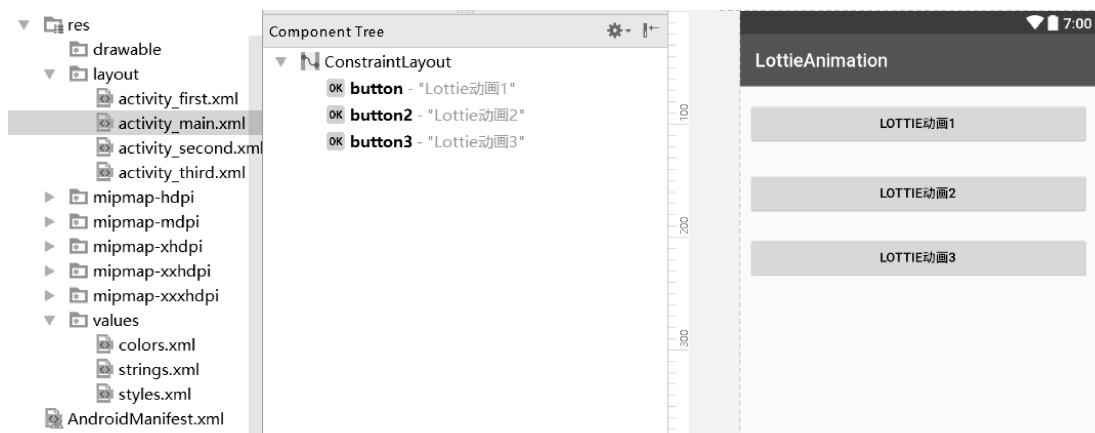 res
drawable
layout
activity_first.xml
activity_main.xml
activity_second.xml
activity_third.xml
mipmap-hdpi
mipmap-mdpi
mipmap-xhdpi
mipmap-xxhdpi
mipmap-xxxhdpi
values
colors.xml
strings.xml
styles.xml
AndroidManifest.xml
Component Tree
ConstraintLayout
OK button - "Lottie动画1"
OK button2 - "Lottie动画2"
OK button3 - "Lottie动画3"
100
200
300
7:00
LottieAnimation
LOTTIE动画1
LOTTIE动画2
LOTTIE动画3